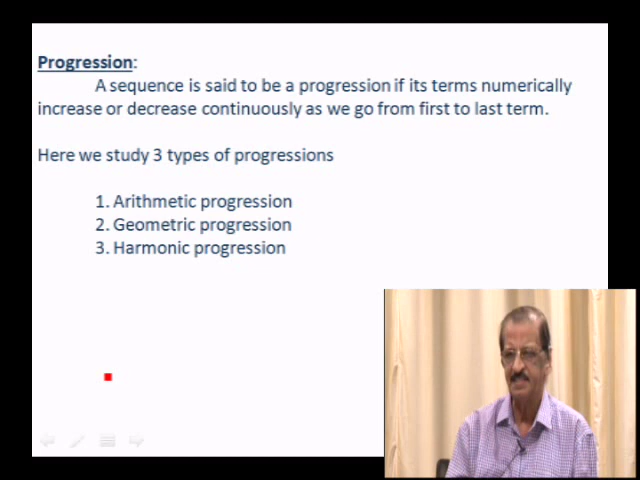 Progression:
A sequence is said to be a progression if its terms numerically
increase or decrease continuously as we go from first to last term.
Here we study 3 types of progressions
1. Arithmetic progression
2. Geometric progression
3. Harmonic progression